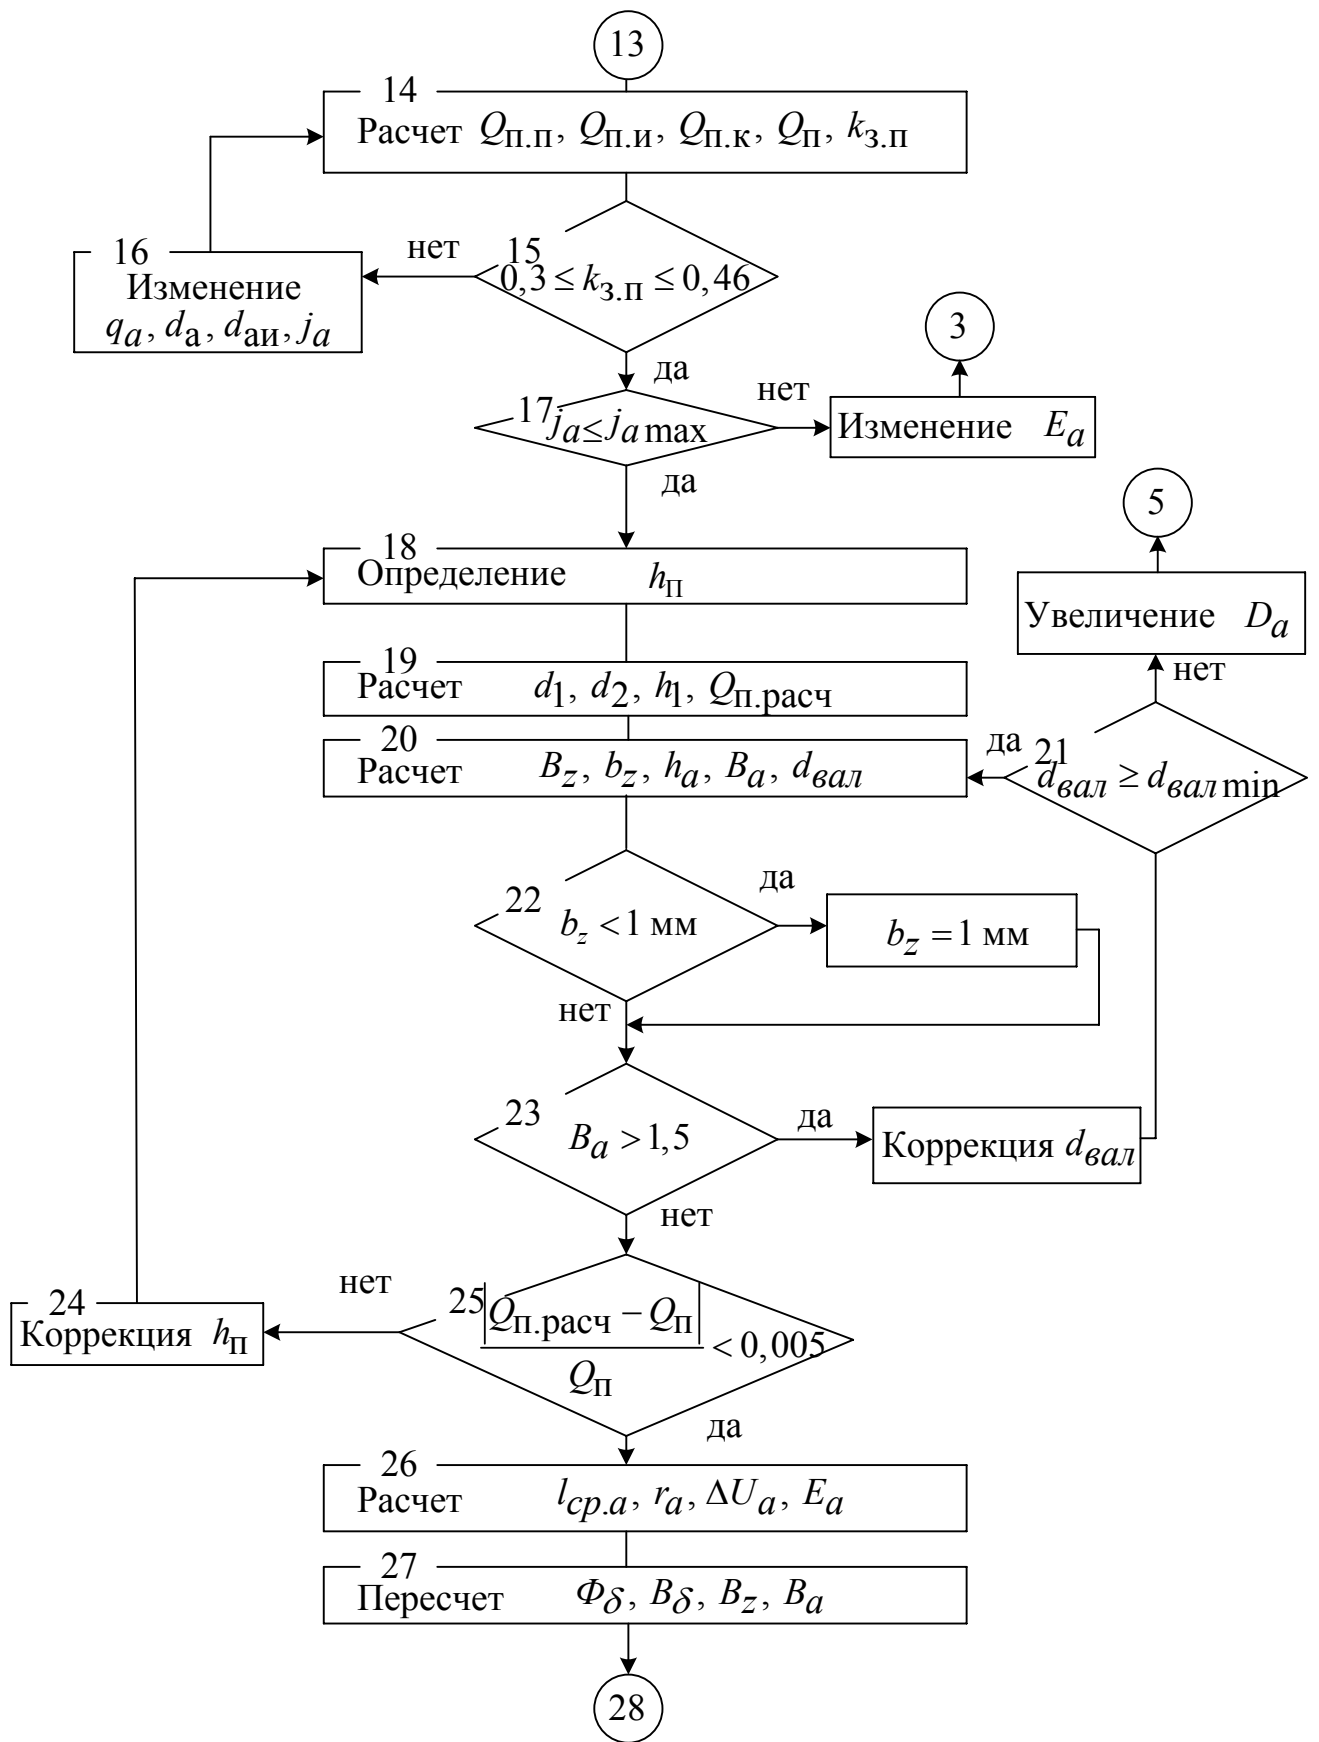 13
14
Расчет Qп.п, Qп.и, Qп.к, Qп, kз.п
16
нет
15
0,3 ≤ kз.п ≤ 0,46
Изменение
qa, dа, dаи, ja
да
3
нет
17
ja ≤ ja max
Изменение Ea
да
5
18
Определение hп
Увеличение Da
нет
19
Расчет d1, d2, h1, Qп.расч
20
Расчет Bz, bz, ha, Ba, dвал
да
21
dвал ≥ dвал min
22
bz < 1 мм
да
bz = 1 мм
нет
23
Ba > 1,5
да
Коррекция dвал
нет
24
Коррекция hп
нет
25
|Qп.расч − Qп|
< 0,005
Qп
да
26
Расчет lср.а, ra, ΔUa, Ea
27
Пересчет Фδ, Bδ, Bz, Ba
28